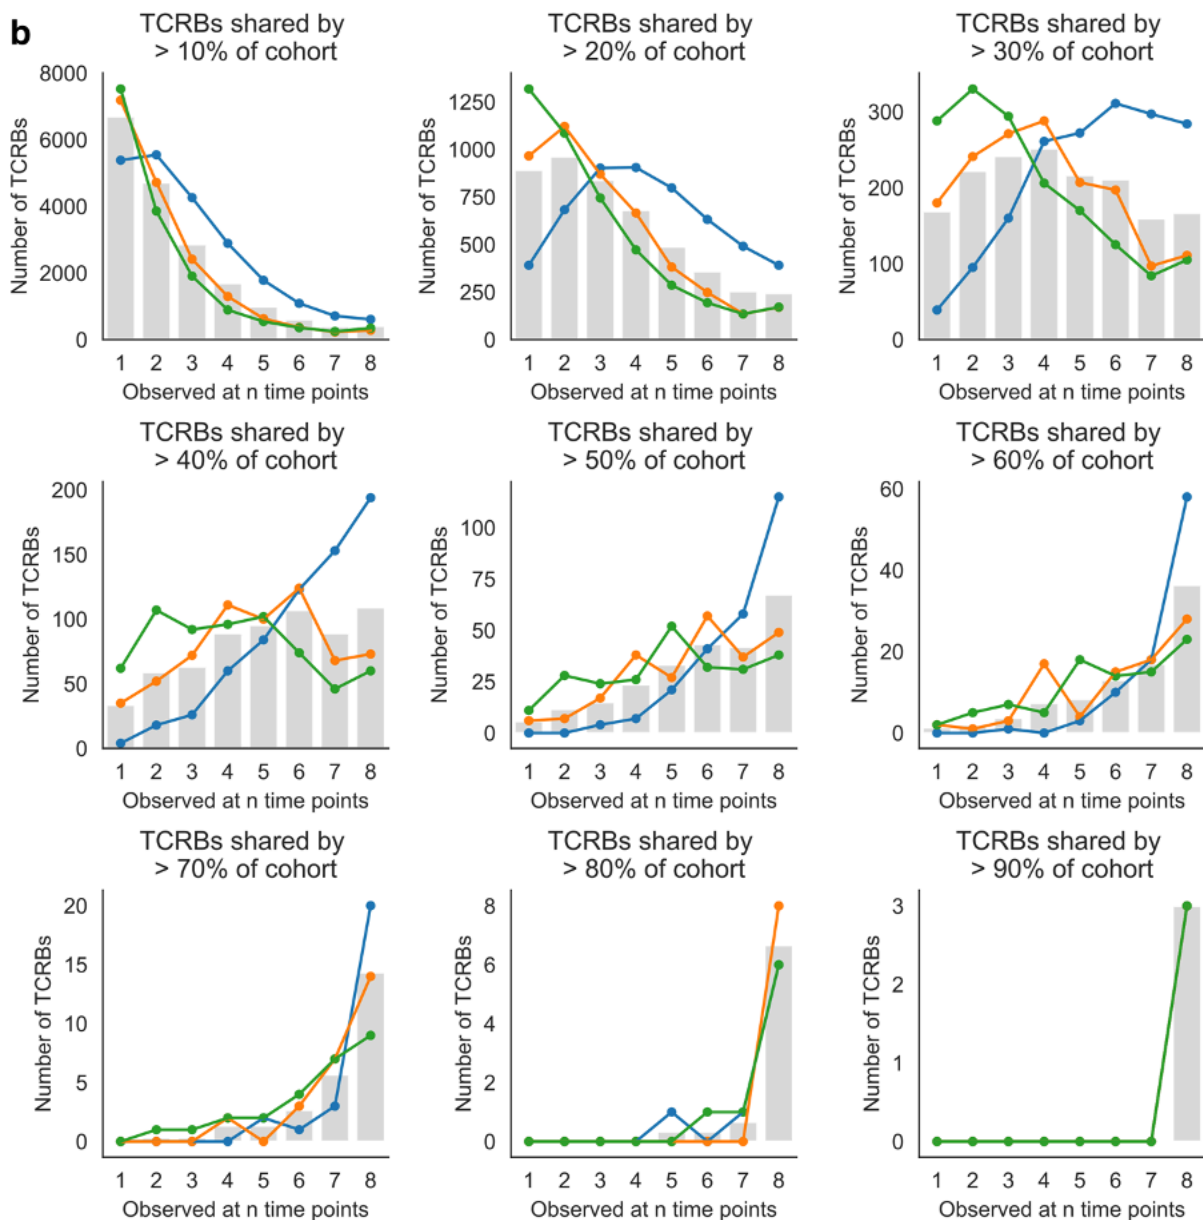 b
TCRBs shared by
> 10% of cohort
Number of TCRBs
8000
6000
4000
2000
0
1 2 3 4 5 6 7 8
Observed at n time points
TCRBs shared by
> 20% of cohort
Number of TCRBs
1250
1000
750
500
250
0
1 2 3 4 5 6 7 8
Observed at n time points
TCRBs shared by
> 30% of cohort
Number of TCRBs
300
200
100
0
1 2 3 4 5 6 7 8
Observed at n time points
TCRBs shared by
> 40% of cohort
Number of TCRBs
200
150
100
50
0
1 2 3 4 5 6 7 8
Observed at n time points
TCRBs shared by
> 50% of cohort
Number of TCRBs
100
75
50
25
0
1 2 3 4 5 6 7 8
Observed at n time points
TCRBs shared by
> 60% of cohort
Number of TCRBs
60
40
20
0
1 2 3 4 5 6 7 8
Observed at n time points
TCRBs shared by
> 70% of cohort
Number of TCRBs
20
15
10
5
0
1 2 3 4 5 6 7 8
Observed at n time points
TCRBs shared by
> 80% of cohort
Number of TCRBs
8
6
4
2
0
1 2 3 4 5 6 7 8
Observed at n time points
TCRBs shared by
> 90% of cohort
Number of TCRBs
3
2
1
0
1 2 3 4 5 6 7 8
Observed at n time points